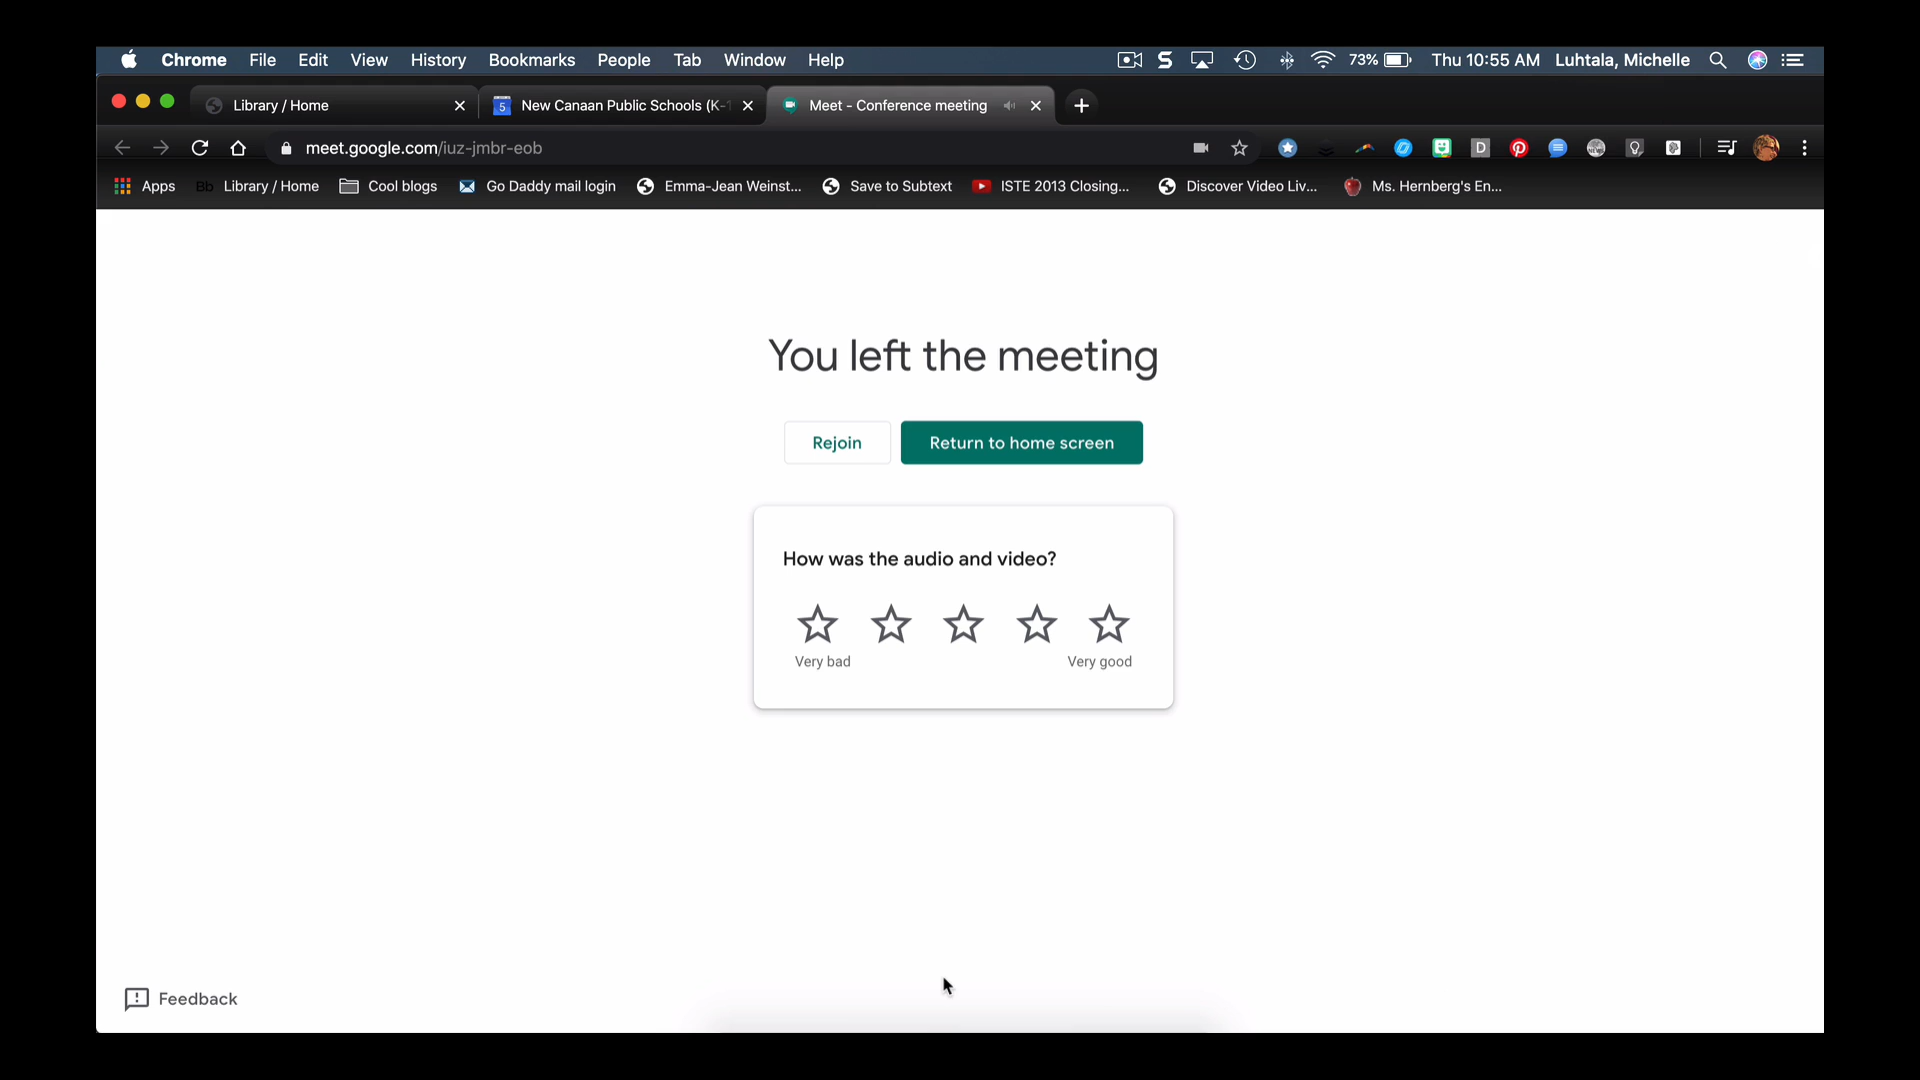 Chrome File Edit View History Bookmarks People Tab Window Help S 73% Thu 10:55 AM Luhtala, Michelle
Library / Home 5 New Canaan Public Schools (K-1 Meet - Conference meeting
meet.google.com/iuz-jmbr-eob D
Apps Bb Library / Home Cool blogs Go Daddy mail login Emma-Jean Weinst... Save to Subtext ISTE 2013 Closing... Discover Video Liv... Ms. Hernberg's En...
You left the meeting
Rejoin Return to home screen
How was the audio and video?
Very bad Very good
Feedback